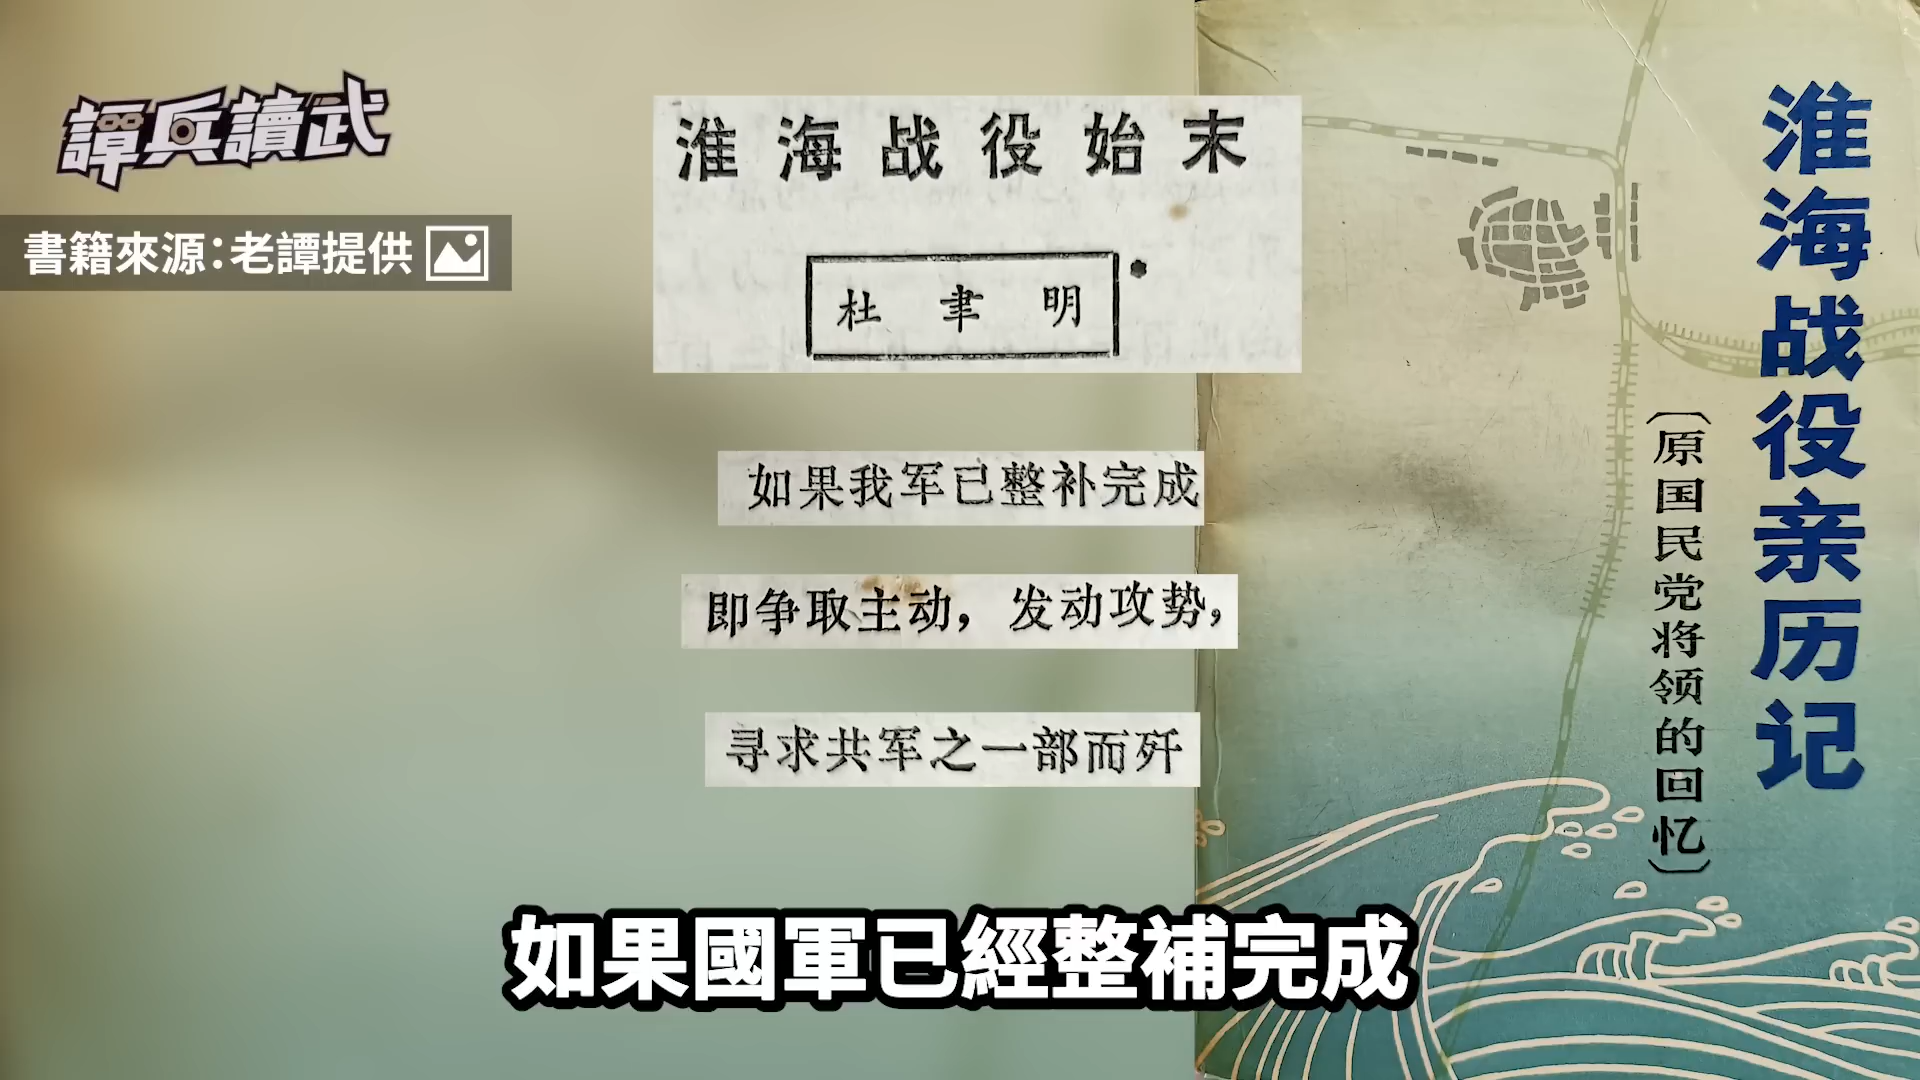 譚兵讀武
書籍來源：老譚提供
淮海战役始末
杜聿明
如果我军已整补完成
即争取主动，发动攻势，
寻求共军之一部而歼
淮海战役亲历记
（原国民党将领的回忆）
如果國軍已經整補完成